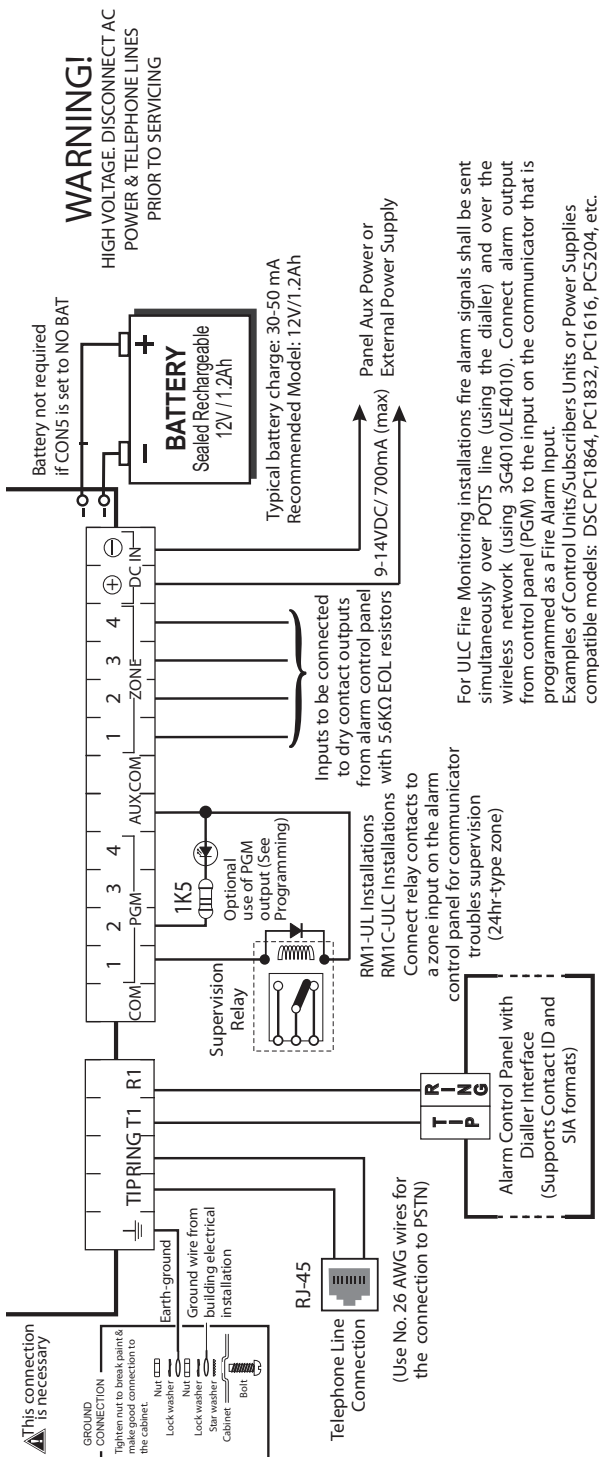 This connection
is necessary
GROUND
CONNECTION
Tighten nut to break paint &
make good connection to
the cabinet.
Nut
Lock washer
Nut
Lock washer
Star washer
Cabinet
Bolt
Earth-ground
Ground wire from
building electrical
installation
TIP RING T1 R1
RJ-45
Telephone Line
Connection
(Use No. 26 AWG wires for
the connection to PSTN)
TIP
RING
Alarm Control Panel with
Dialler Interface
(Supports Contact ID and
SIA formats)
COM 1 2 3 4 AUX.COM 1 2 3 4 ⊕ ⊖
PGM ZONE DC IN
Supervision
Relay
1K5
Optional
use of PGM
output (See
Programming)
RM1-UL Installations
RM1C-ULC Installations
Connect relay contacts to
a zone input on the alarm
control panel for communicator
troubles supervision
(24hr-type zone)
Inputs to be connected
to dry contact outputs
from alarm control panel
with 5.6KΩ EOL resistors
Battery not required
if CON5 is set to NO BAT
– +
BATTERY
Sealed Rechargeable
12V / 1.2Ah
Typical battery charge: 30-50 mA
Recommended Model: 12V/1.2Ah
9-14VDC/ 700mA (max)
Panel Aux Power or
External Power Supply
WARNING!
HIGH VOLTAGE. DISCONNECT AC
POWER & TELEPHONE LINES
PRIOR TO SERVICING
For ULC Fire Monitoring installations fire alarm signals shall be sent
simultaneously over POTS line (using the dialler) and over the
wireless network (using 3G4010/LE4010). Connect alarm output
from control panel (PGM) to the input on the communicator that is
programmed as a Fire Alarm Input.
Examples of Control Units/Subscribers Units or Power Supplies
compatible models: DSC PC1864, PC1832, PC1616, PC5204, etc.